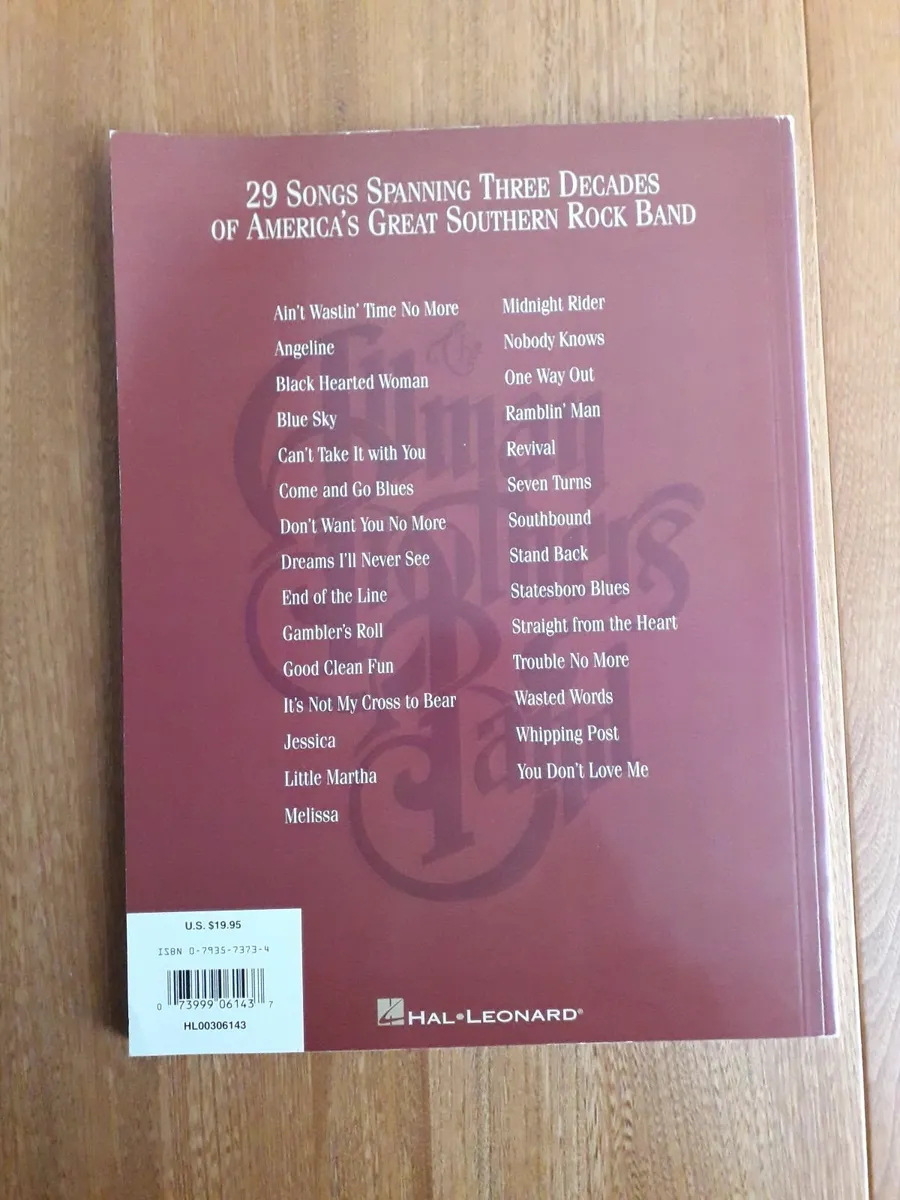 29 SONGS SPANNING THREE DECADES
OF AMERICA'S GREAT SOUTHERN ROCK BAND
Ain't Wastin' Time No More
Angeline
Black Hearted Woman
Blue Sky
Can't Take It with You
Come and Go Blues
Don't Want You No More
Dreams I'll Never See
End of the Line
Gambler's Roll
Good Clean Fun
It's Not My Cross to Bear
Jessica
Little Martha
Melissa
Midnight Rider
Nobody Knows
One Way Out
Ramblin' Man
Revival
Seven Turns
Southbound
Stand Back
Statesboro Blues
Straight from the Heart
Trouble No More
Wasted Words
Whipping Post
You Don't Love Me
The
Allman
Brothers
Band
U.S. $19.95
ISBN 0-7935-7373-4
0 73999 06143 7
HL00306143
HAL•LEONARD®